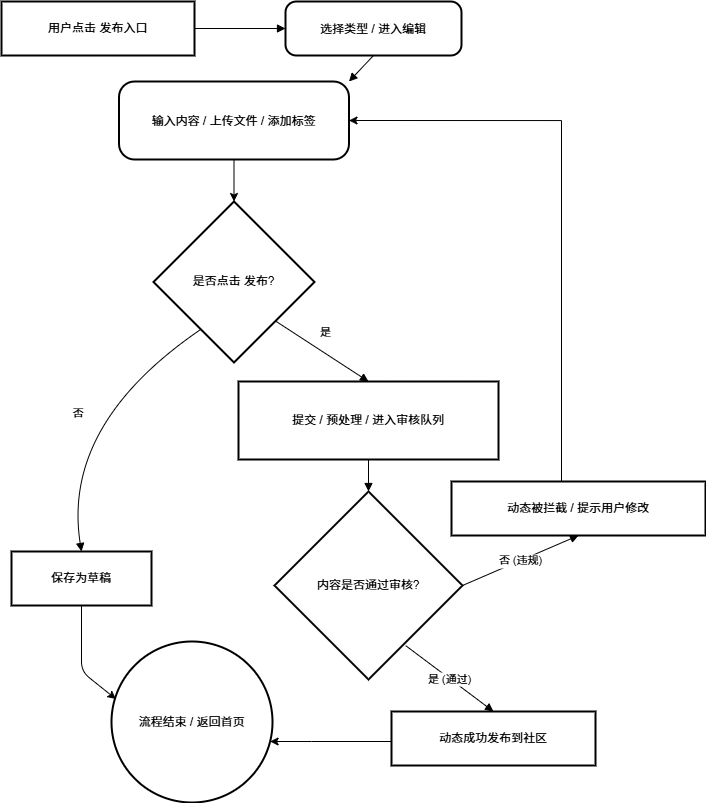 用户点击 发布入口
选择类型 / 进入编辑
输入内容 / 上传文件 / 添加标签
是否点击 发布?
是
否
提交 / 预处理 / 进入审核队列
动态被拦截 / 提示用户修改
否 (违规)
内容是否通过审核?
保存为草稿
是 (通过)
流程结束 / 返回首页
动态成功发布到社区